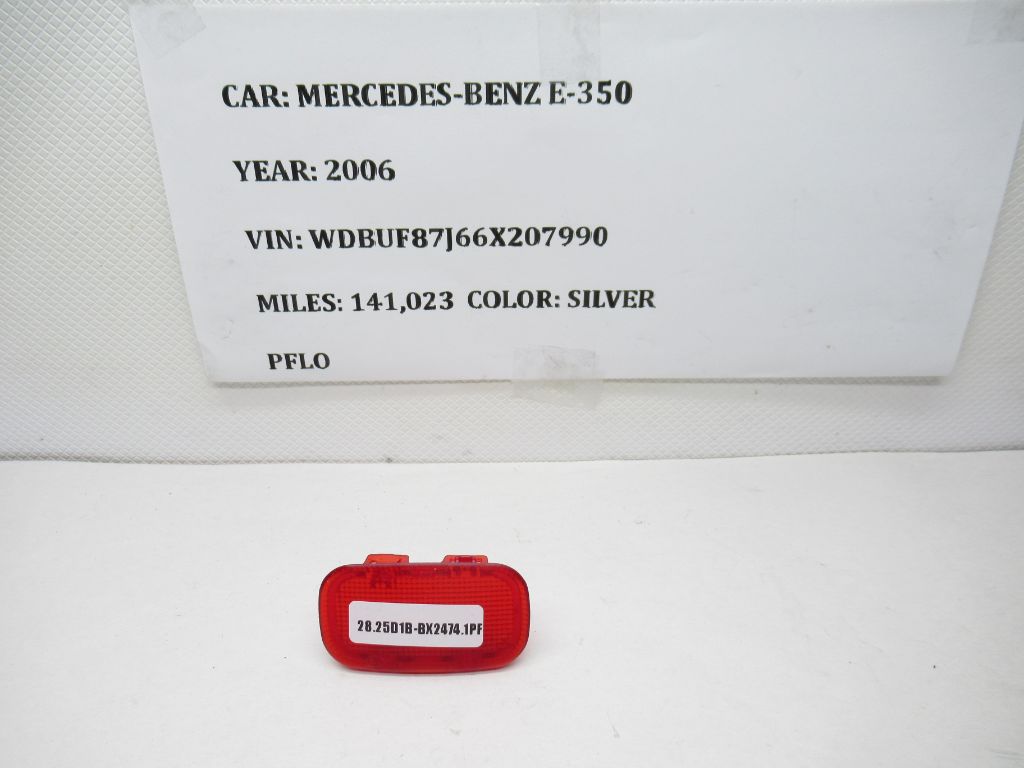 CAR: MERCEDES-BENZ E-350
YEAR: 2006
VIN: WDBUF87J66X207990
MILES: 141,023 COLOR: SILVER
PFLO
28.25D1B-BX2474.1PF